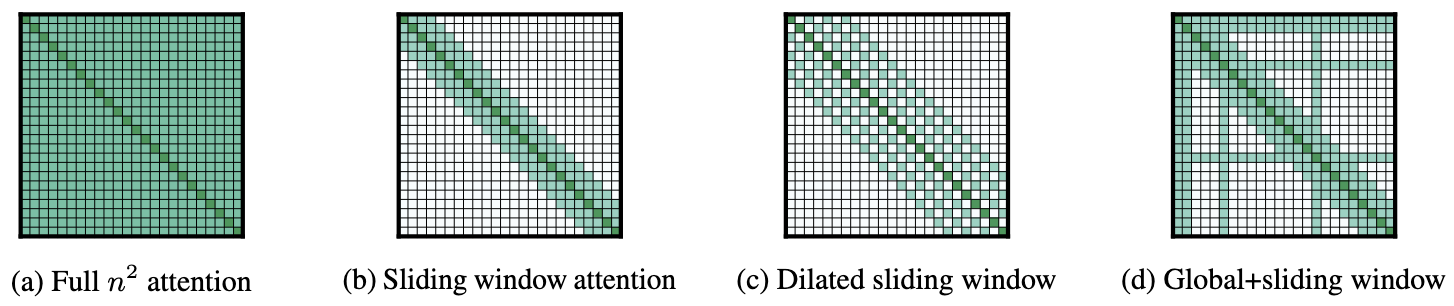 (a) Full n² attention
(b) Sliding window attention
(c) Dilated sliding window
(d) Global+sliding window